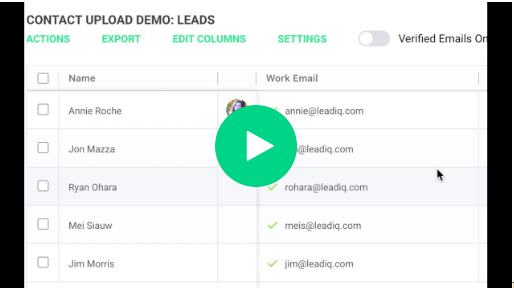 CONTACT UPLOAD DEMO: LEADS
ACTIONS EXPORT EDIT COLUMNS SETTINGS Verified Emails On
Name Work Email
Annie Roche annie@leadiq.com
Jon Mazza @leadiq.com
Ryan Ohara rohara@leadiq.com
Mei Siauw meis@leadiq.com
Jim Morris jim@leadiq.com